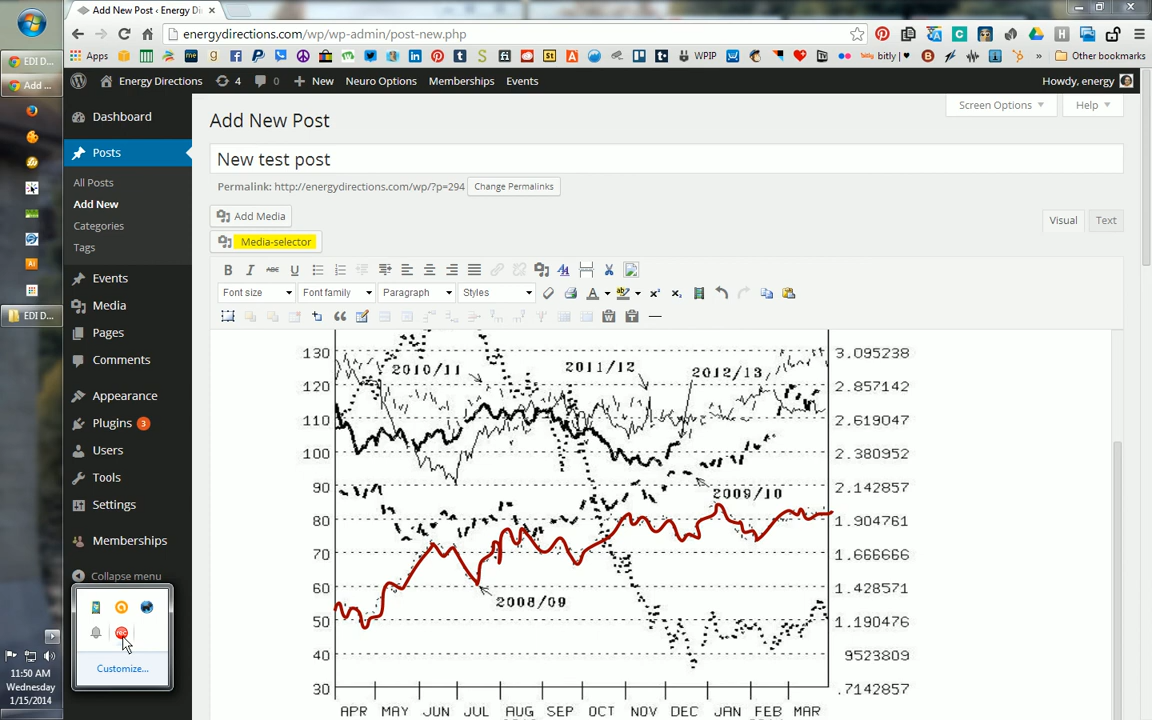 EDI D...
Add ...
EDI D...
11:50 AM
Wednesday
1/15/2014
Add New Post ‹ Energy Di
energydirections.com/wp/wp-admin/post-new.php
Apps
WPIP
bitly|♥
»
Other bookmarks
Energy Directions
4
New
Neuro Options
Memberships
Events
Howdy, energy
Dashboard
Posts
All Posts
Add New
Categories
Tags
Events
Media
Pages
Comments
Appearance
Plugins 3
Users
Tools
Settings
Memberships
Collapse menu
rec
Customize...
Screen Options
Help
Add New Post
New test post
Permalink: http://energydirections.com/wp/?p=294
Change Permalinks
Add Media
Visual
Text
Media-selector
B I ABC U
Font size
Font family
Paragraph
Styles
130 3.095238
2010/11 2011/12 2012/13
120 2.857142
110 2.619047
100 2.380952
90 2.142857
2009/10
80 1.904761
70 1.666666
60 1.428571
2008/09
50 1.190476
40 .9523809
30 .7142857
APR MAY JUN JUL AUG SEP OCT NOV DEC JAN FEB MAR